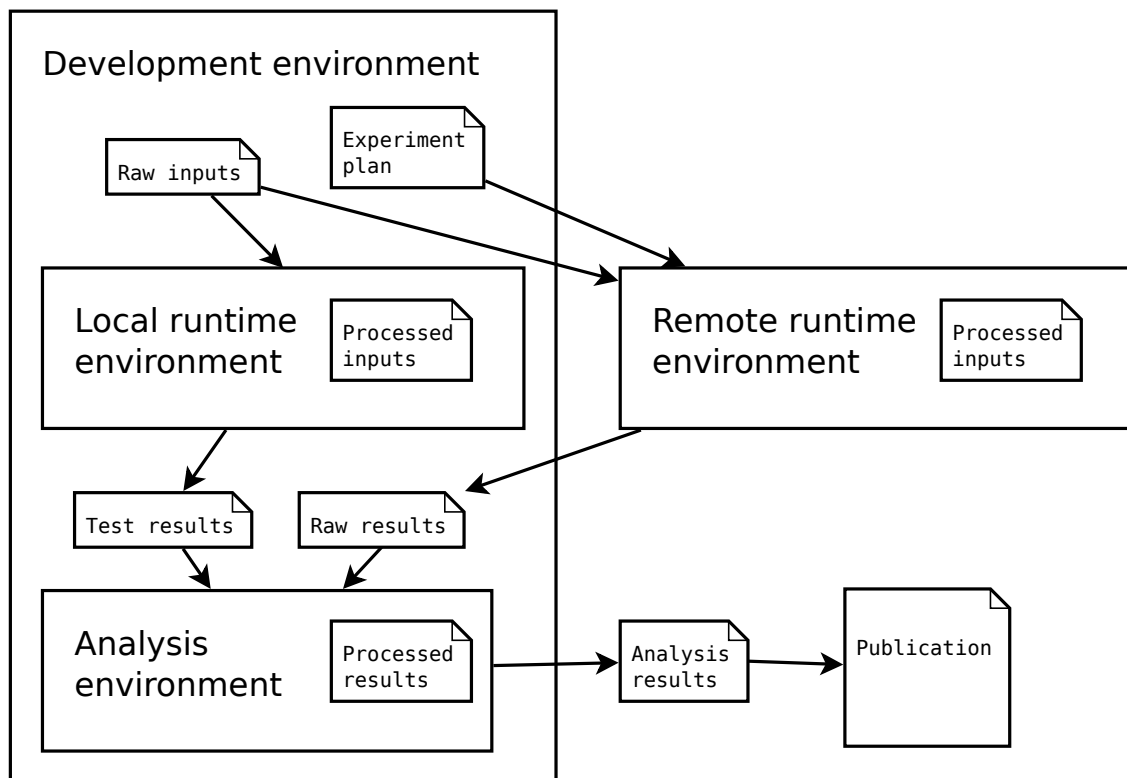 Development environment
Experiment
plan
Raw inputs
Local runtime
environment
Processed
inputs
Remote runtime
environment
Processed
inputs
Test results
Raw results
Analysis
environment
Processed
results
Analysis
results
Publication